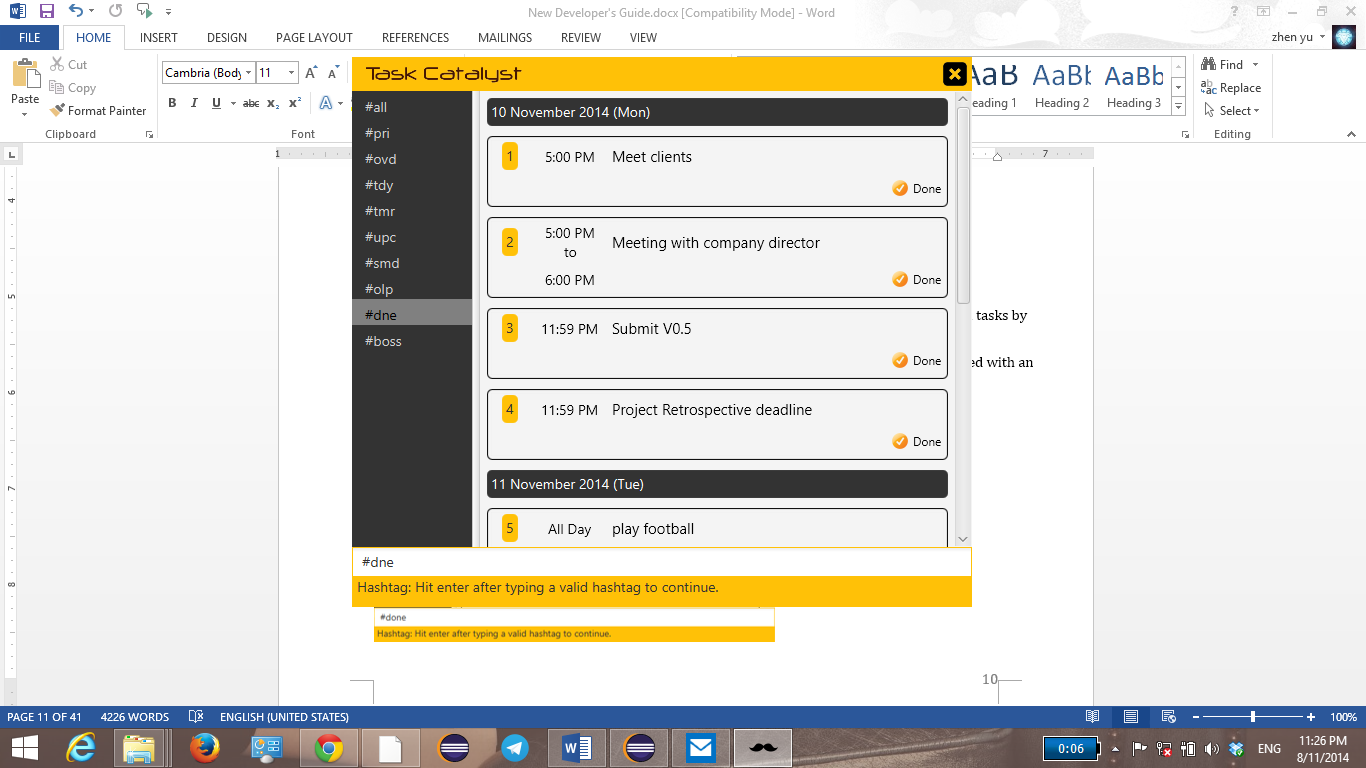 New Developer's Guide.docx [Compatibility Mode] - Word
FILE HOME INSERT DESIGN PAGE LAYOUT REFERENCES MAILINGS REVIEW VIEW zhen yu
Paste
Cut
Copy
Format Painter
Clipboard
Cambria (Body 11
B I U abc x₂ x²
Font
AaB AaBb AaBbC
eading 1 Heading 2 Heading 3
Find
Replace
Select
Editing
Task Catalyst
#all
#pri
#ovd
#tdy
#tmr
#upc
#smd
#olp
#dne
#boss
10 November 2014 (Mon)
1 5:00 PM Meet clients
Done
2 5:00 PM to 6:00 PM Meeting with company director
Done
3 11:59 PM Submit V0.5
Done
4 11:59 PM Project Retrospective deadline
Done
11 November 2014 (Tue)
5 All Day play football
#dne
Hashtag: Hit enter after typing a valid hashtag to continue.
tasks by
ed with an
#done
Hashtag: Hit enter after typing a valid hashtag to continue.
10
PAGE 11 OF 41 4226 WORDS ENGLISH (UNITED STATES) 100%
0:06 ENG 11:26 PM
8/11/2014